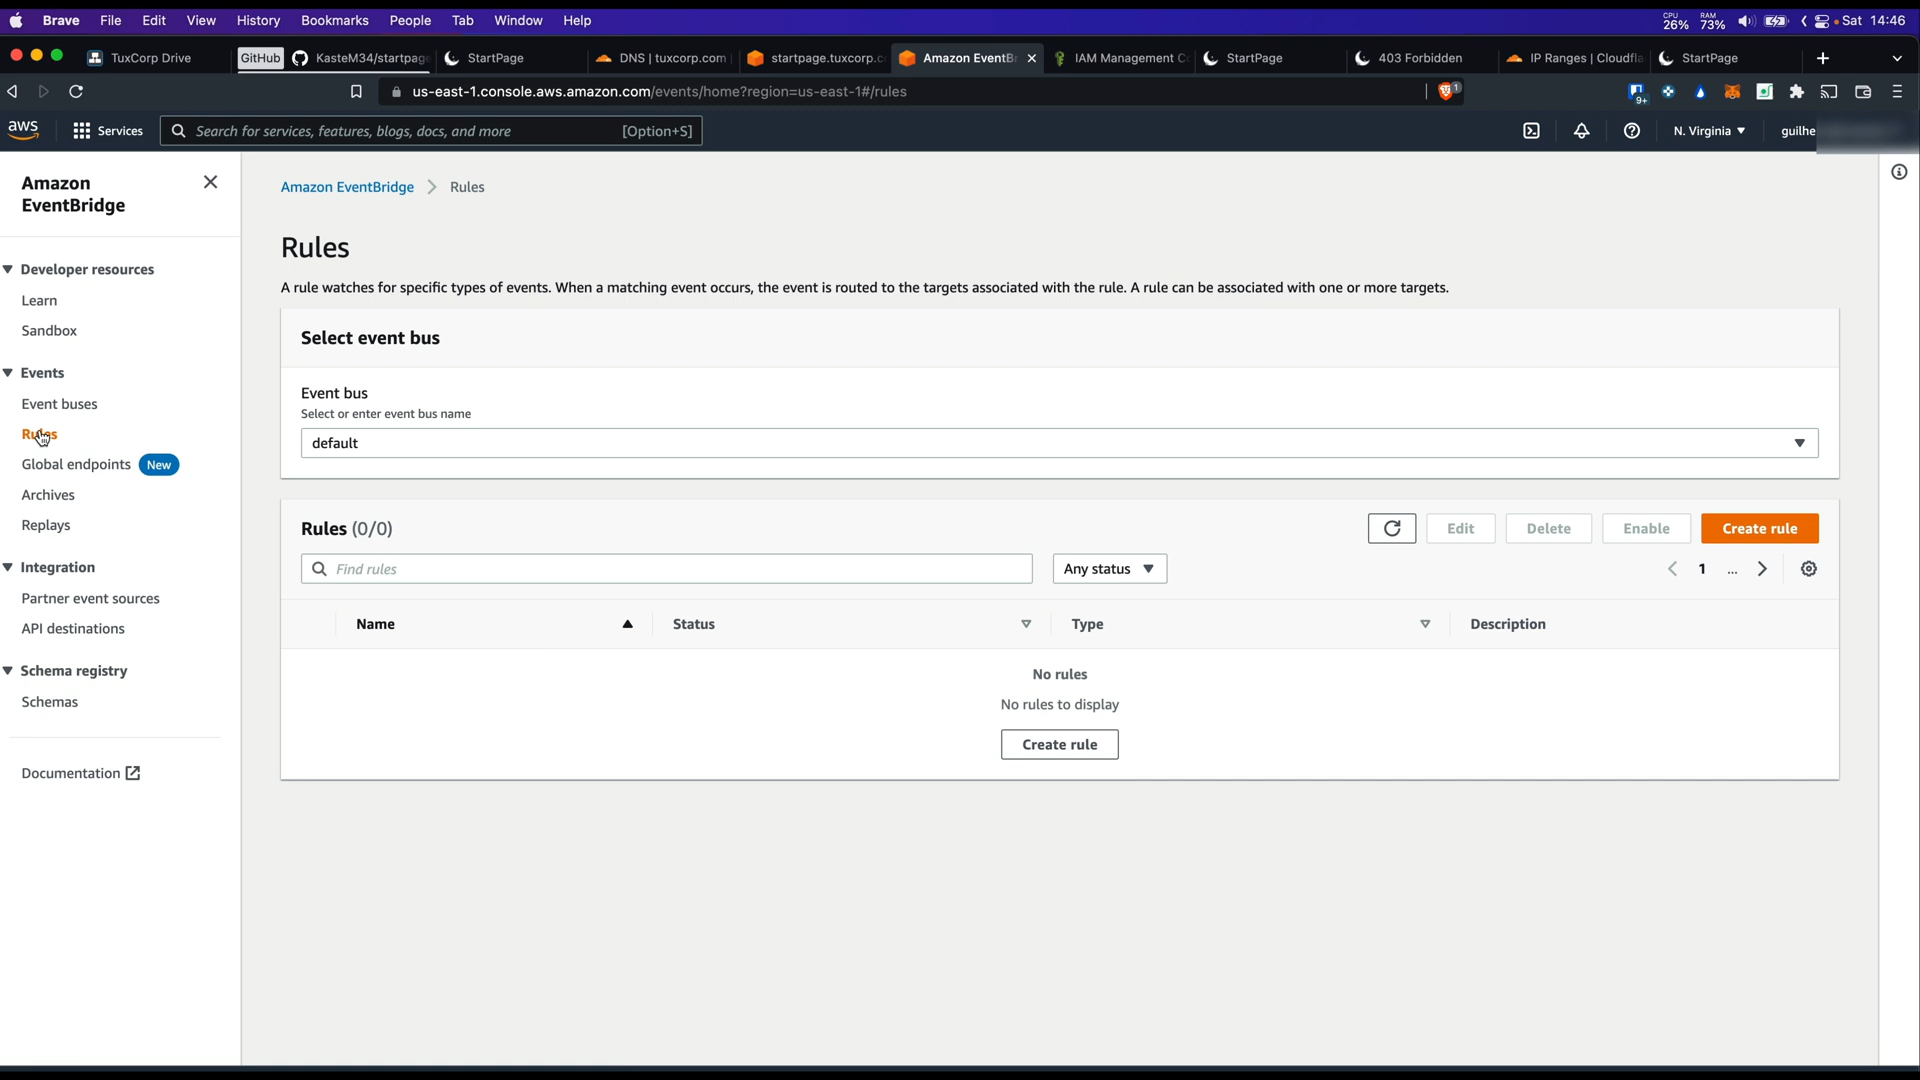 Brave File Edit View History Bookmarks People Tab Window Help
CPU 26% RAM 73% Sat 14:46
TuxCorp Drive GitHub KasteM34/startpage StartPage DNS | tuxcorp.com startpage.tuxcorp.c Amazon EventBr IAM Management C StartPage 403 Forbidden IP Ranges | Cloudfla StartPage
us-east-1.console.aws.amazon.com/events/home?region=us-east-1#/rules 1 9+
aws Services Search for services, features, blogs, docs, and more [Option+S] N. Virginia guilhe
Amazon
EventBridge
Developer resources
Learn
Sandbox
Events
Event buses
Rules
Global endpoints New
Archives
Replays
Integration
Partner event sources
API destinations
Schema registry
Schemas
Documentation
Amazon EventBridge Rules
Rules
A rule watches for specific types of events. When a matching event occurs, the event is routed to the targets associated with the rule. A rule can be associated with one or more targets.
Select event bus
Event bus
Select or enter event bus name
default
Rules (0/0) Edit Delete Enable Create rule
Find rules Any status 1 ...
Name Status Type Description
No rules
No rules to display
Create rule